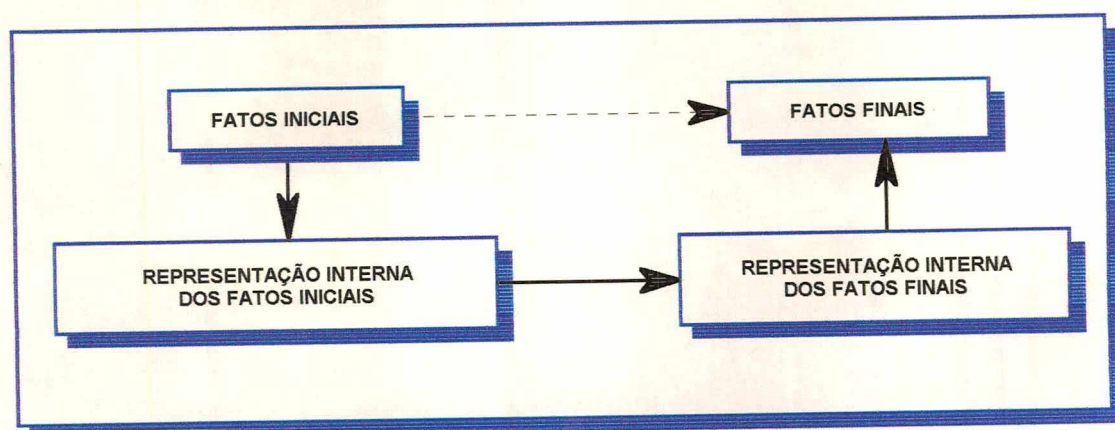 FATOS INICIAIS
FATOS FINAIS
REPRESENTAÇÃO INTERNA
DOS FATOS INICIAIS
REPRESENTAÇÃO INTERNA
DOS FATOS FINAIS